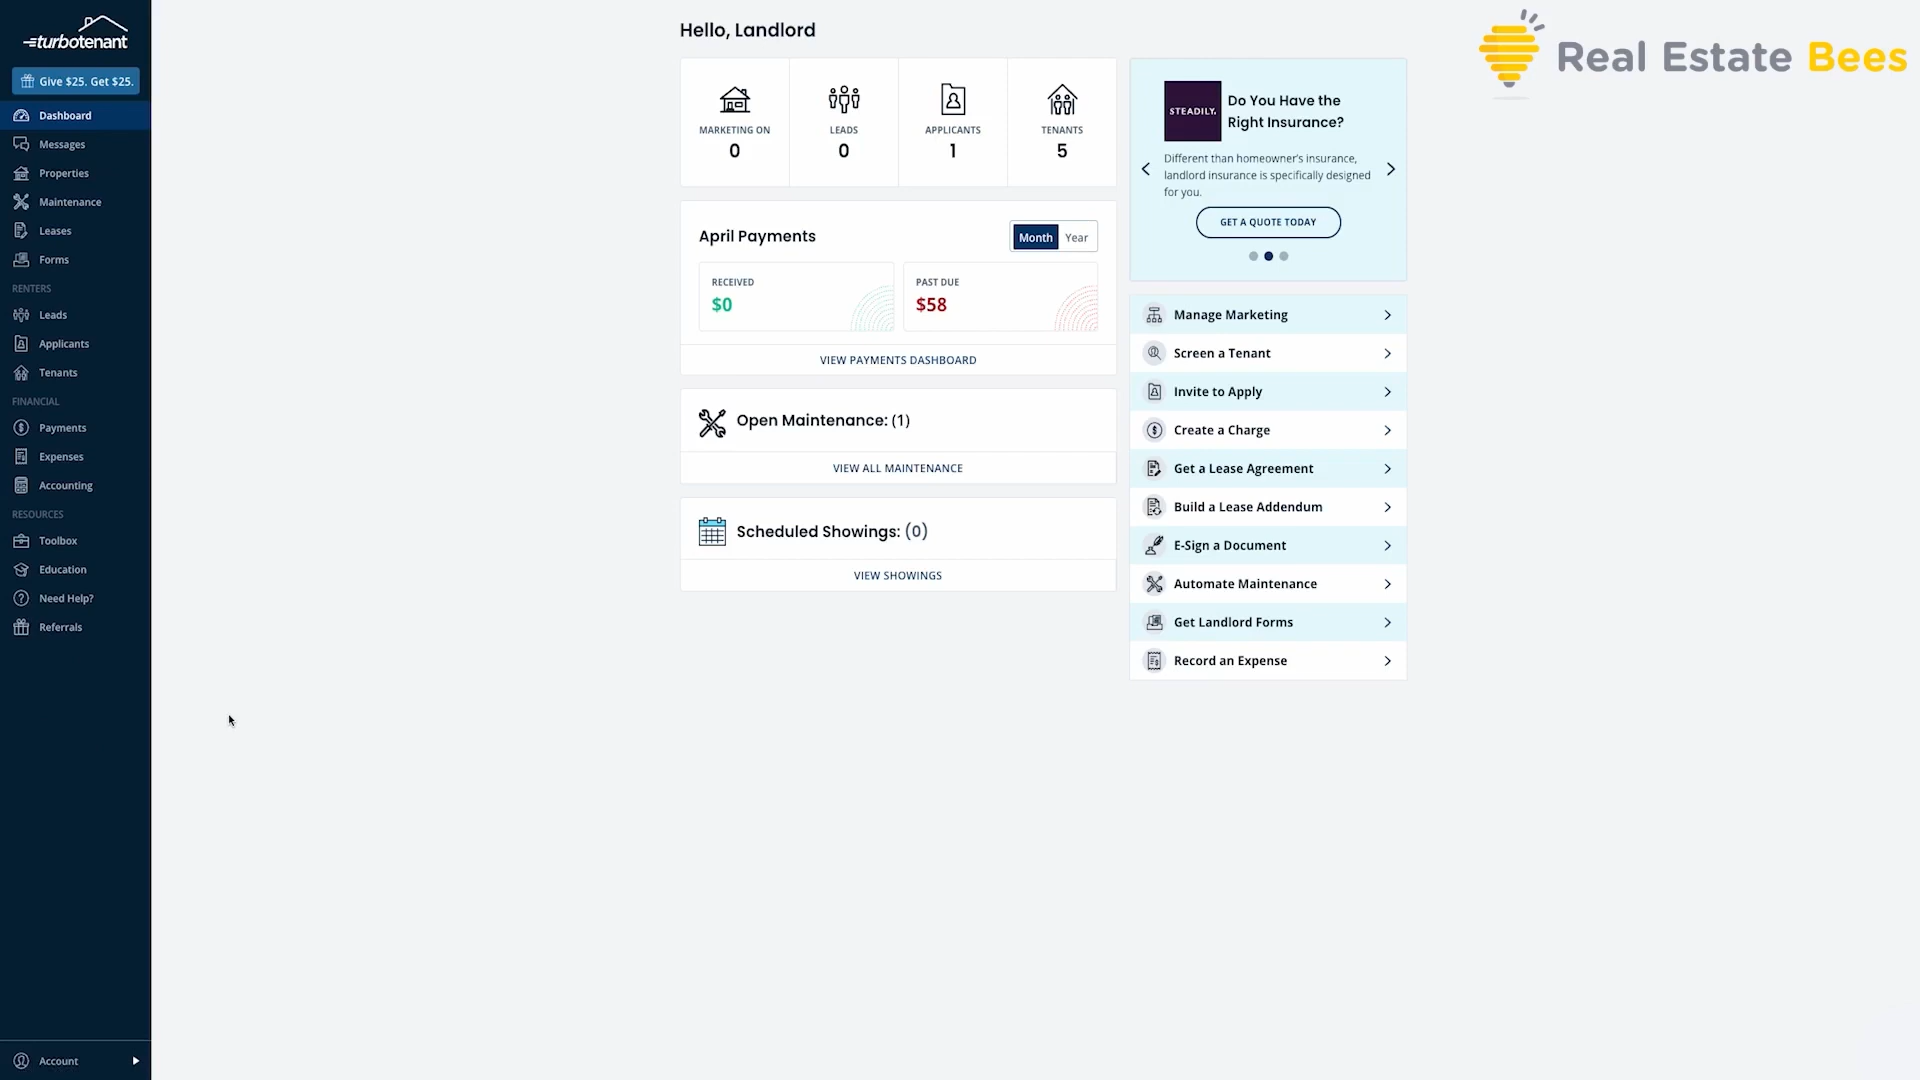 turbotenant
Give $25. Get $25.
Dashboard
Messages
Properties
Maintenance
Leases
Forms
RENTERS
Leads
Applicants
Tenants
FINANCIAL
Payments
Expenses
Accounting
RESOURCES
Toolbox
Education
Need Help?
Referrals
Account
Hello, Landlord
MARKETING ON
0
LEADS
0
APPLICANTS
1
TENANTS
5
April Payments
Month Year
RECEIVED
$0
PAST DUE
$58
VIEW PAYMENTS DASHBOARD
Open Maintenance: (1)
VIEW ALL MAINTENANCE
Scheduled Showings: (0)
VIEW SHOWINGS
STEADILY.
Do You Have the
Right Insurance?
Different than homeowner's insurance,
landlord insurance is specifically designed
for you.
GET A QUOTE TODAY
Manage Marketing
Screen a Tenant
Invite to Apply
Create a Charge
Get a Lease Agreement
Build a Lease Addendum
E-Sign a Document
Automate Maintenance
Get Landlord Forms
Record an Expense
Real Estate Bees